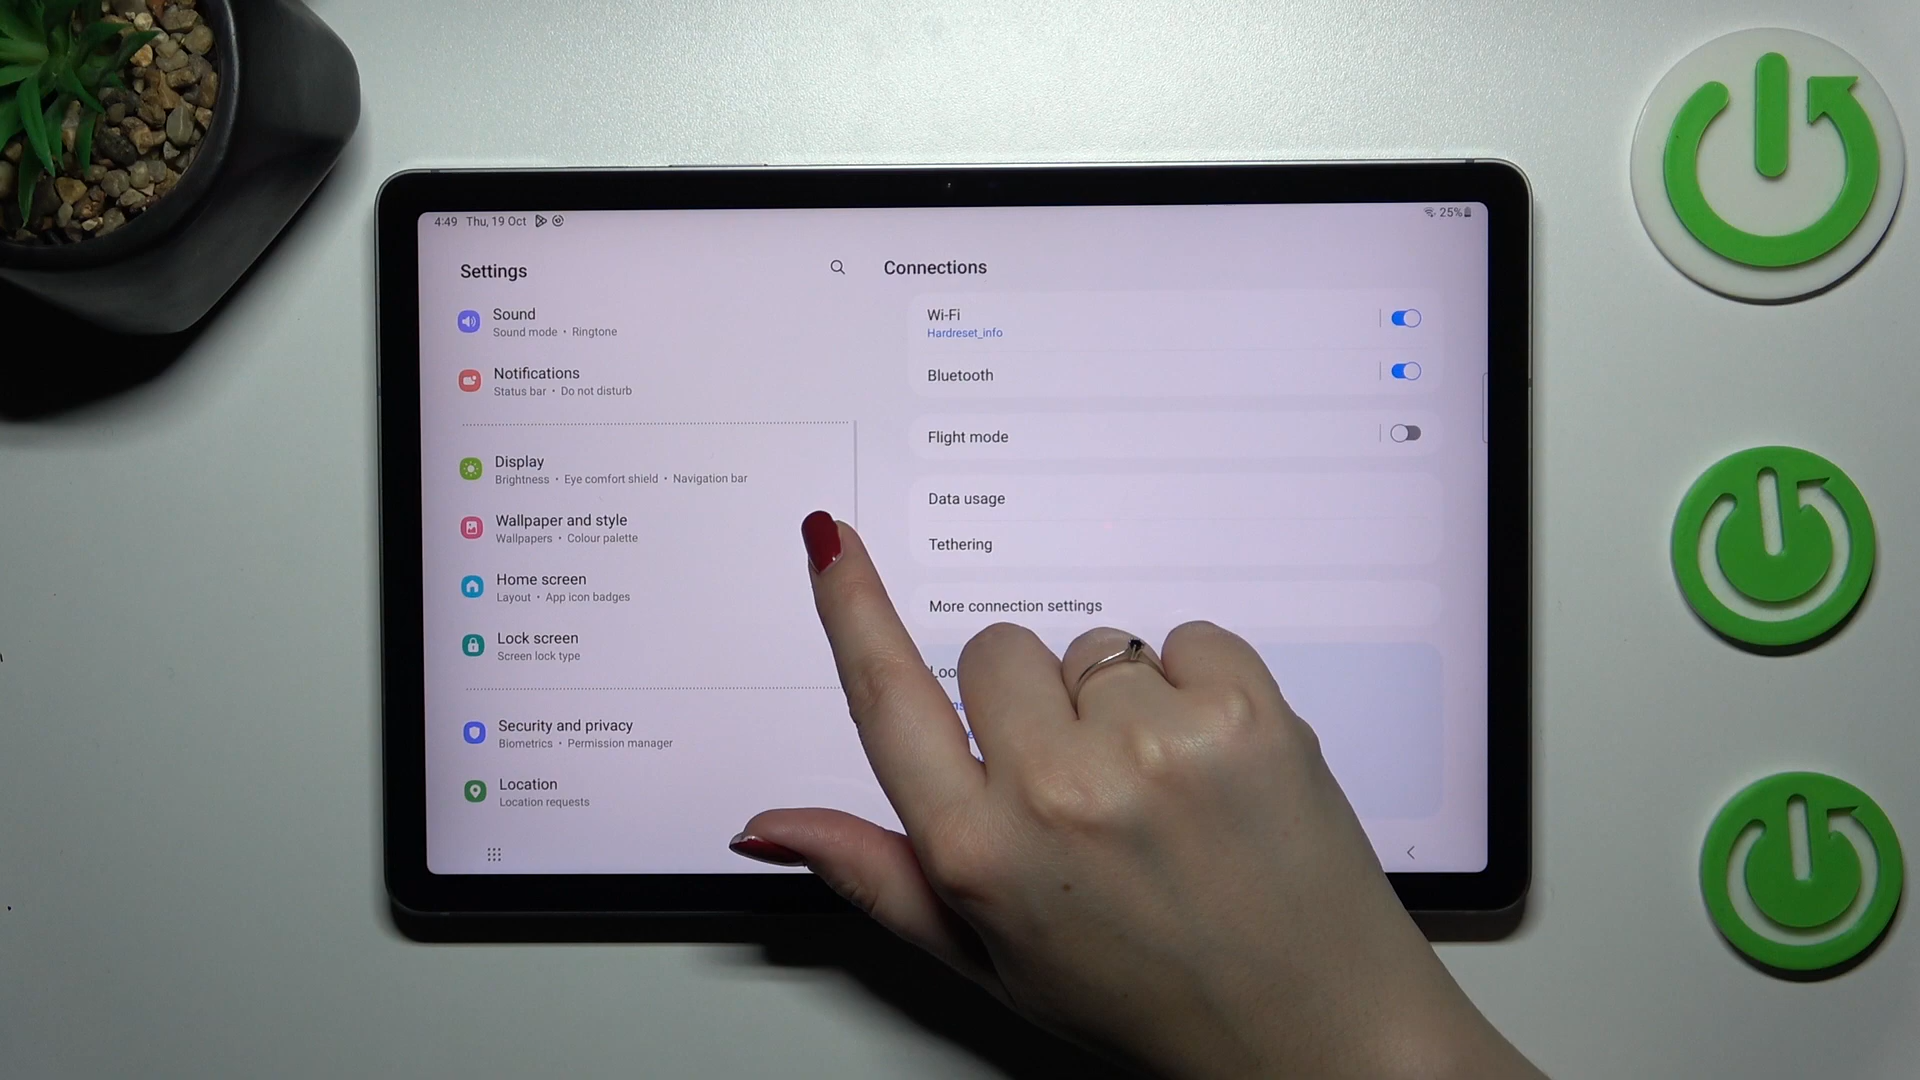 4:49 Thu, 19 Oct
25%
Settings
Sound
Sound mode • Ringtone
Notifications
Status bar • Do not disturb
Display
Brightness • Eye comfort shield • Navigation bar
Wallpaper and style
Wallpapers • Colour palette
Home screen
Layout • App icon badges
Lock screen
Screen lock type
Security and privacy
Biometrics • Permission manager
Location
Location requests
Connections
Wi-Fi
Hardreset_info
Bluetooth
Flight mode
Data usage
Tethering
More connection settings